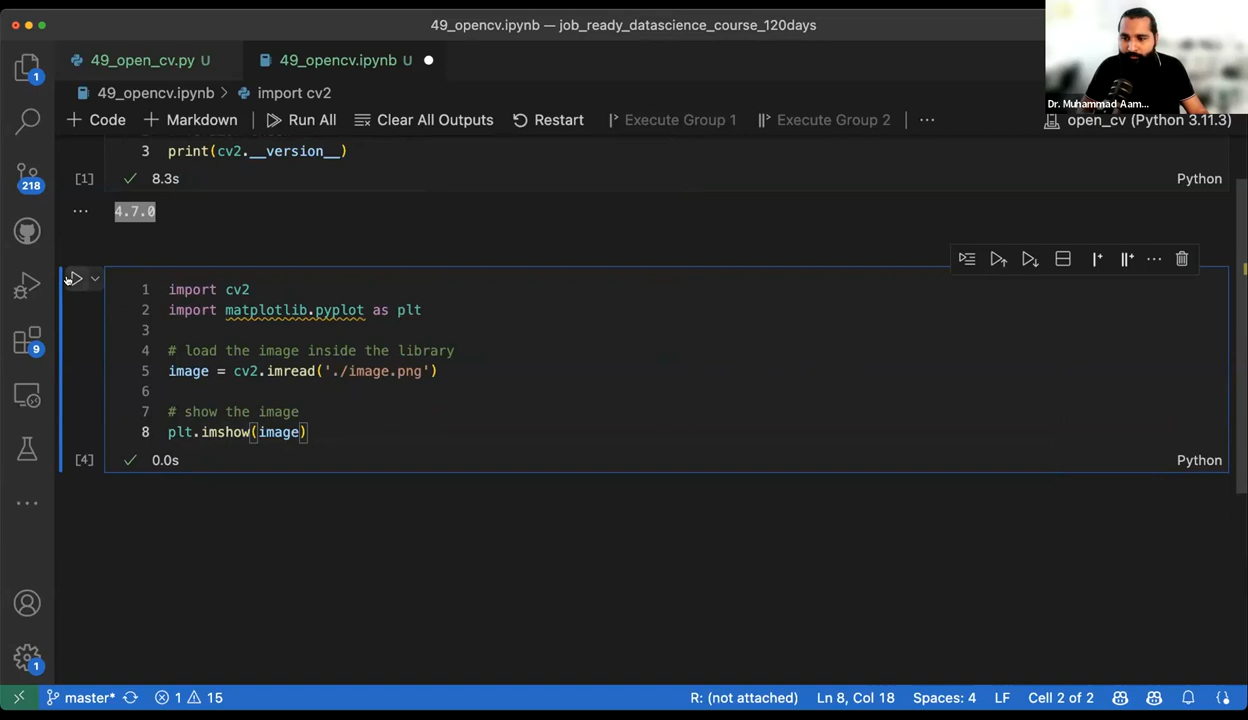 49_opencv.ipynb — job_ready_datascience_course_120days
49_open_cv.py U
49_opencv.ipynb U
49_opencv.ipynb > import cv2
Dr. Muhammad Aam...
+ Code + Markdown Run All Clear All Outputs Restart Execute Group 1 Execute Group 2 ... open_cv (Python 3.11.3)
3 print(cv2.__version__)
[1] 8.3s Python
... 4.7.0
1 import cv2
2 import matplotlib.pyplot as plt
3
4 # load the image inside the library
5 image = cv2.imread('./image.png')
6
7 # show the image
8 plt.imshow(image)
[4] 0.0s Python
1
218
9
1
master* 1 15 R: (not attached) Ln 8, Col 18 Spaces: 4 LF Cell 2 of 2